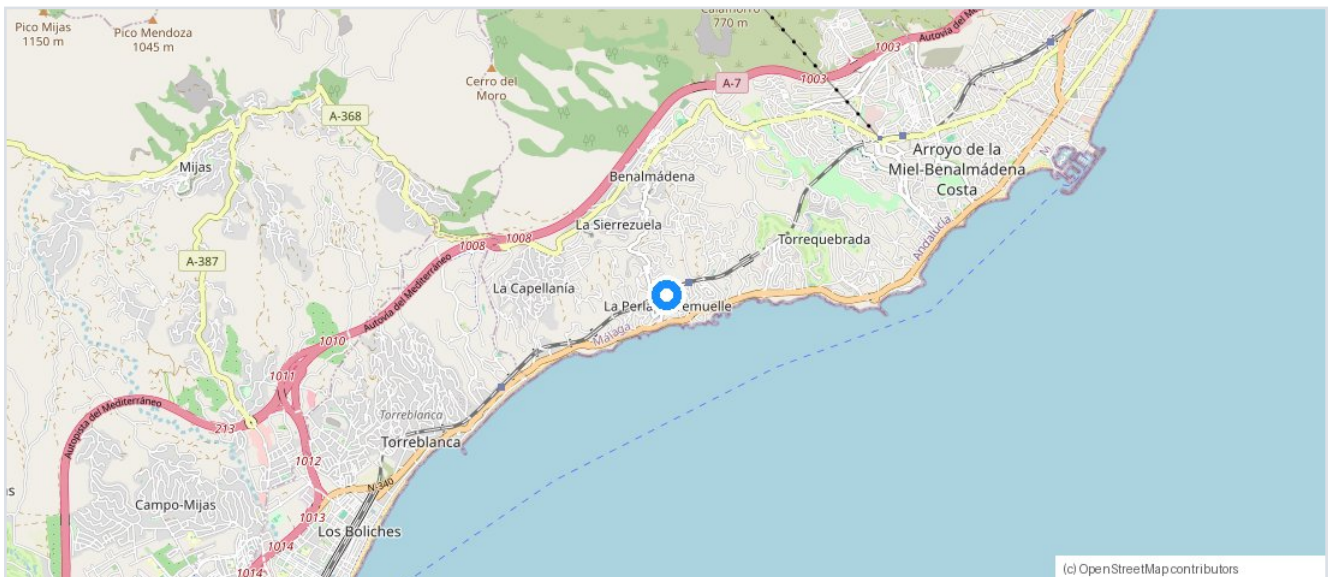 Pico Mijas
1150 m
Pico Mendoza
1045 m
Calamorro
770 m
Autovía del M
1003
Cerro del
Moro
A-7
1003
A-368
Mijas
Arroyo de la
Miel-Benalmádena
Costa
Benalmádena
La Sierrezuela
Torrequebrada
Andalucía
M
1008
1008
A-387
La Capellanía
Autovía del Mediterráneo
La Perla
emuelle
Málaga
1010
1011
Autopista del Mediterráneo
213
Torreblanca
Torreblanca
1012
N-340
s
Campo-Mijas
1013
Los Boliches
1014
1014
(c) OpenStreetMap contributors